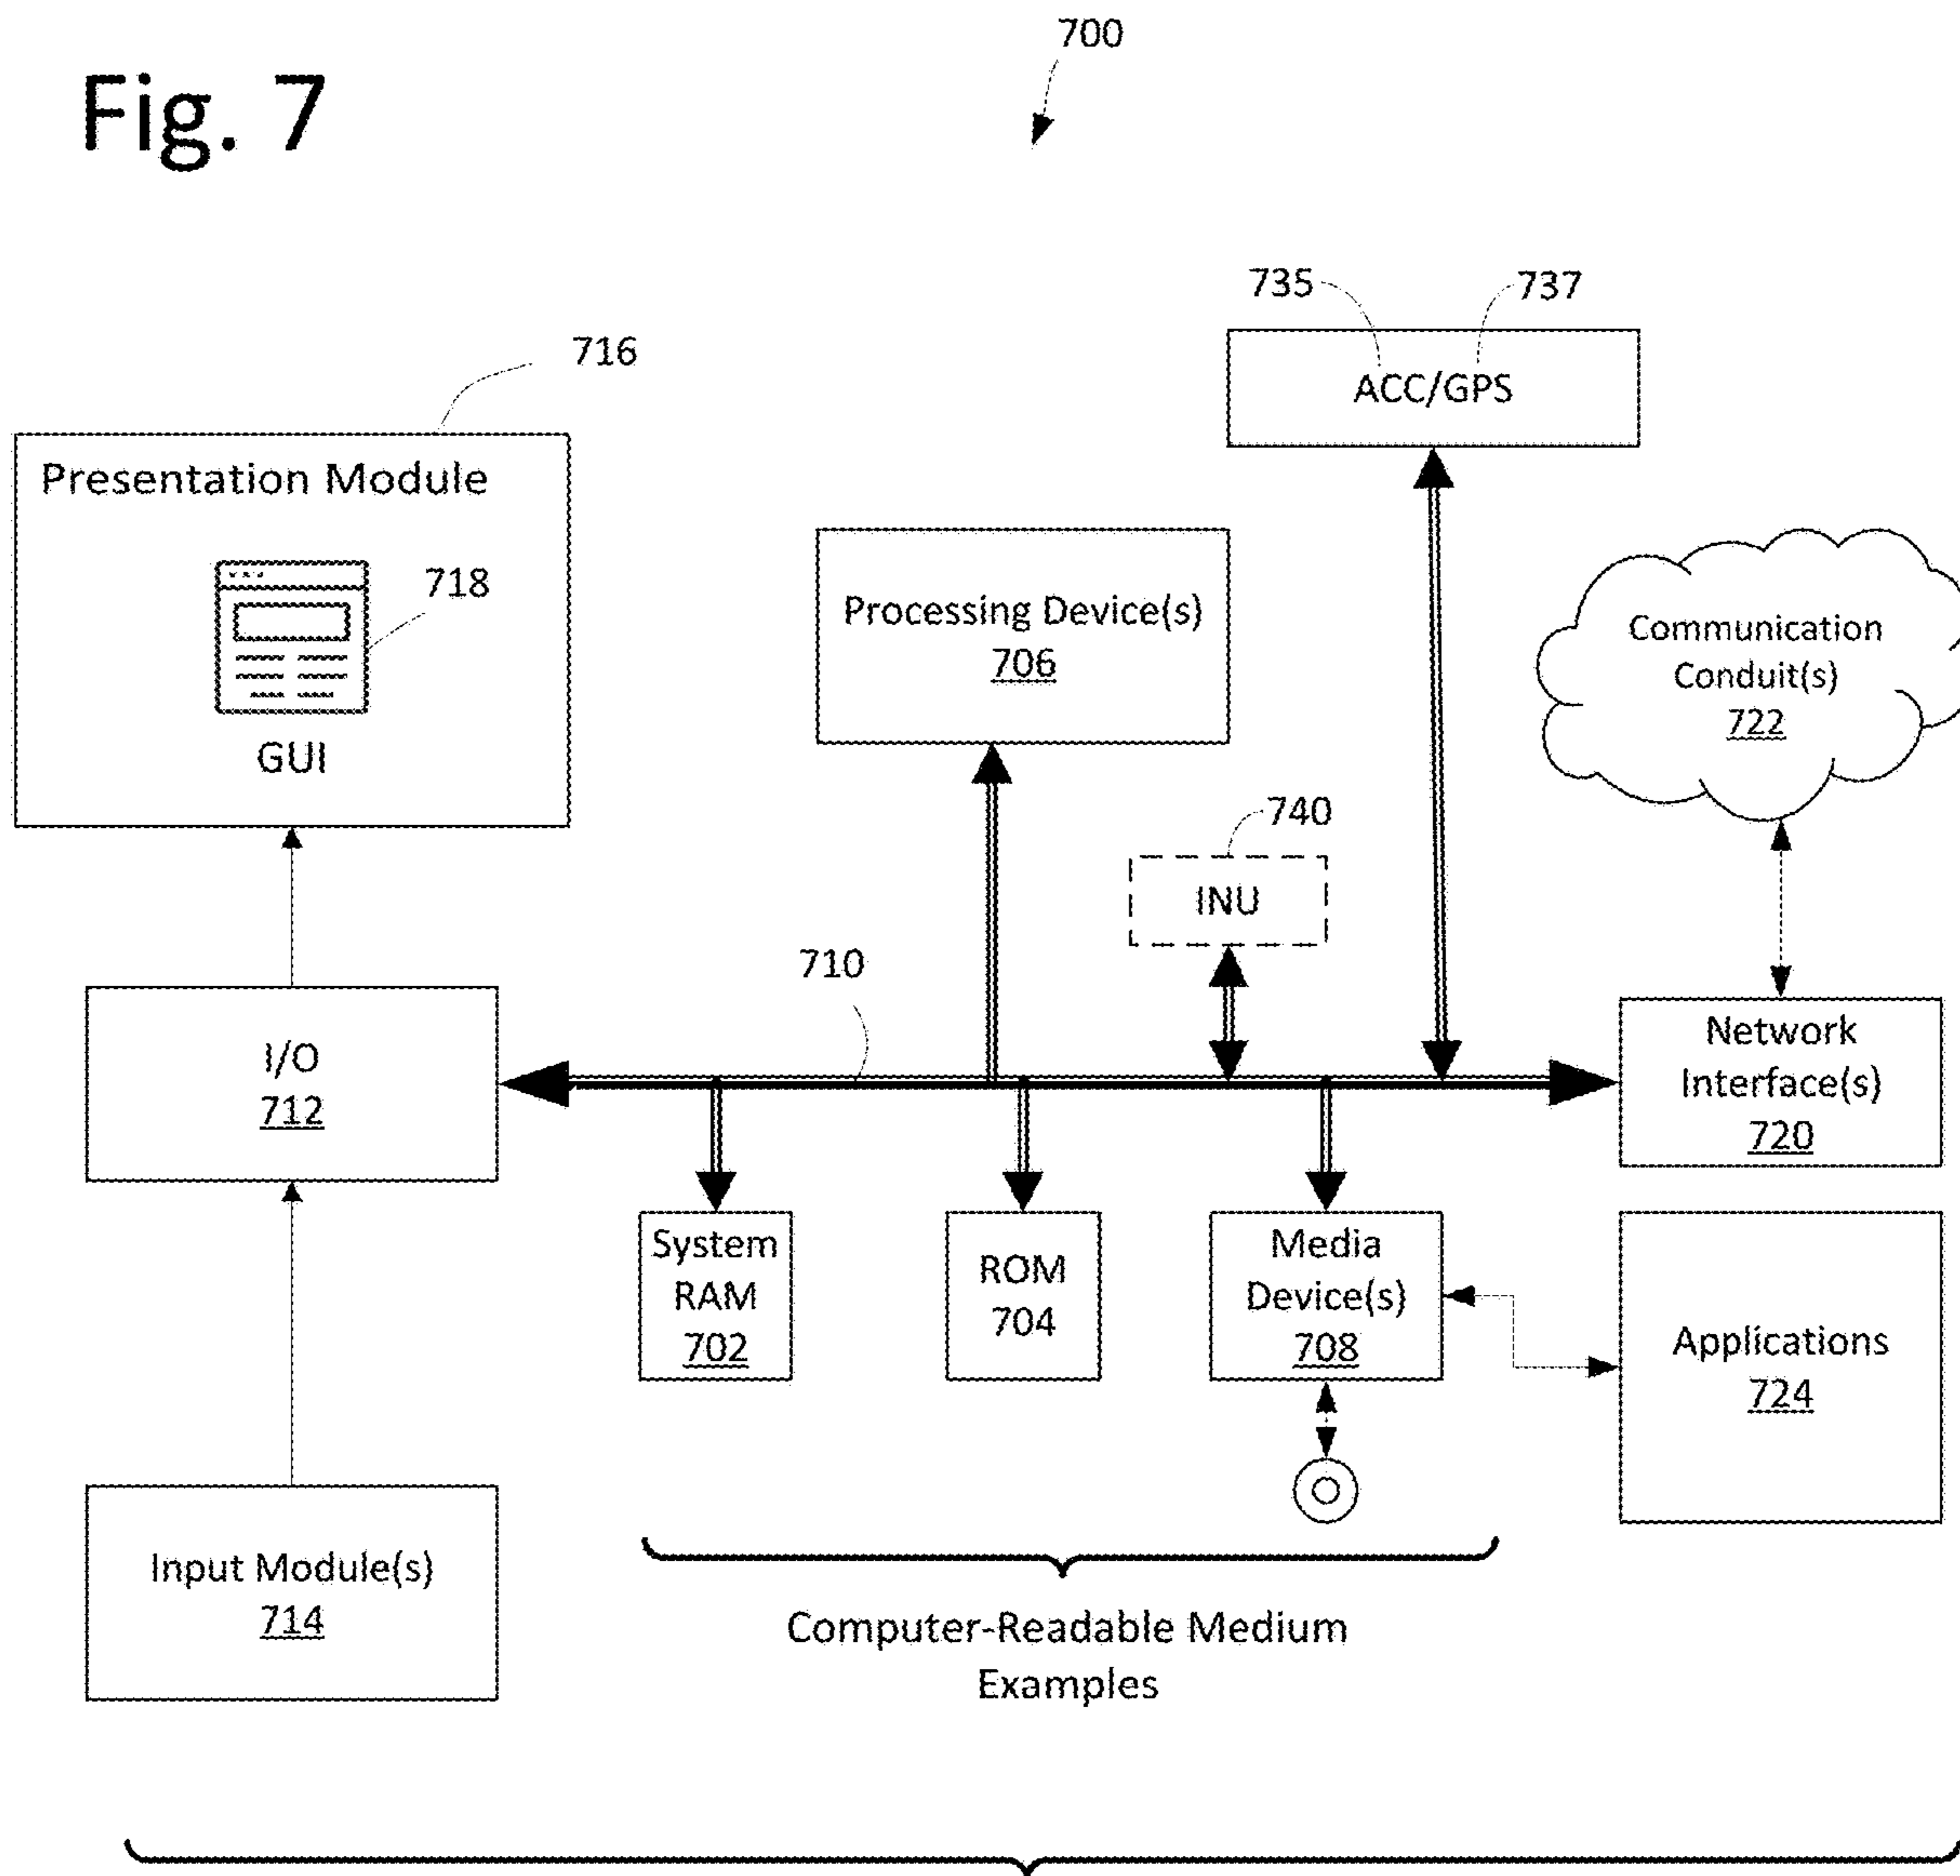 700
Fig. 7
735
737
ACC/GPS
716
Presentation Module
718
GUI
Processing Device(s)
706
Communication
Conduit(s)
722
740
INU
710
I/O
712
Network
Interface(s)
720
System
RAM
702
ROM
704
Media
Device(s)
708
Applications
724
Input Module(s)
714
Computer-Readable Medium
Examples